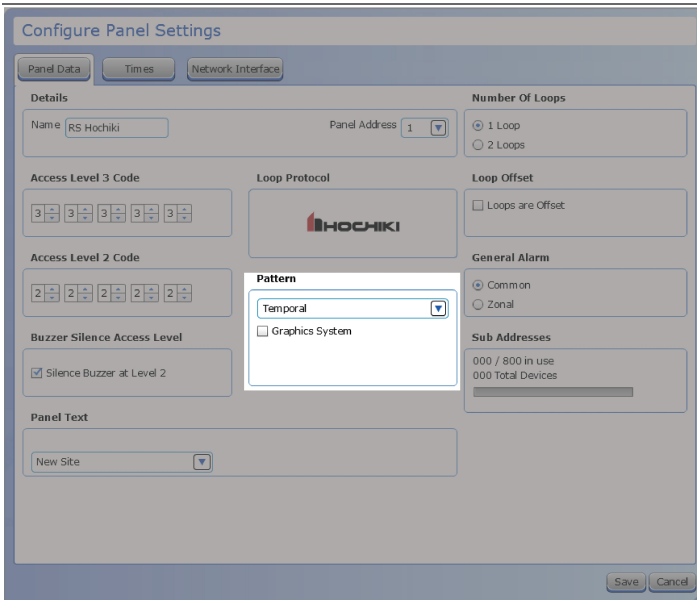 Configure Panel Settings
Panel Data
Times
Network Interface
Details
Name RS Hochiki
Panel Address 1
Number Of Loops
1 Loop
2 Loops
Access Level 3 Code
3 3 3 3 3
Loop Protocol
HOCHIKI
Loop Offset
Loops are Offset
Access Level 2 Code
2 2 2 2 2
Pattern
Temporal
Graphics System
General Alarm
Common
Zonal
Buzzer Silence Access Level
Silence Buzzer at Level 2
Sub Addresses
000 / 800 in use
000 Total Devices
Panel Text
New Site
Save
Cancel